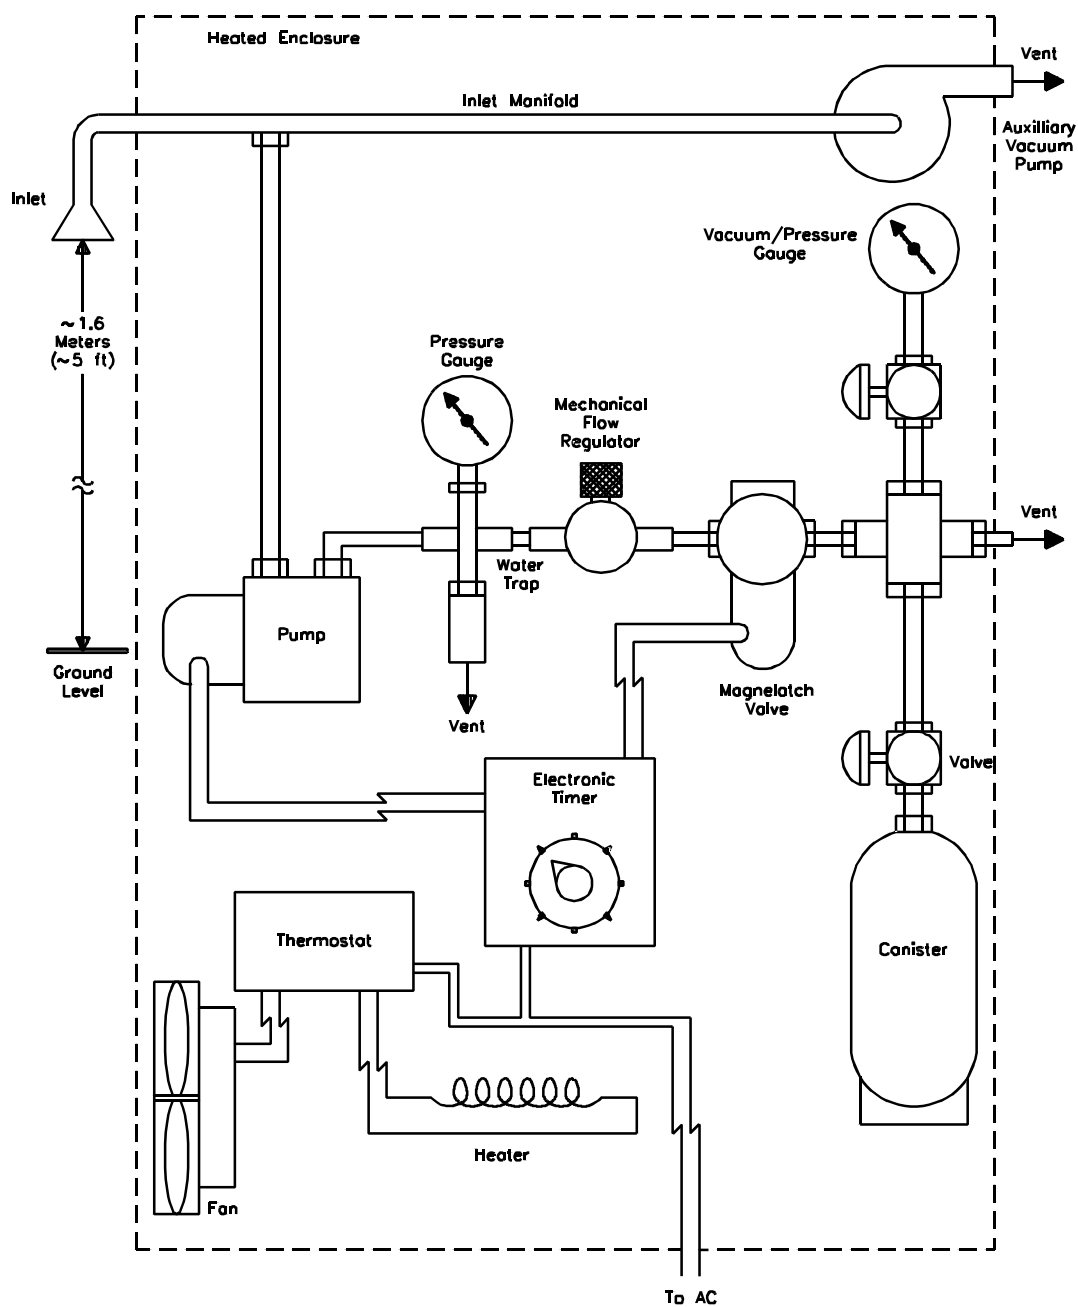 Heated Enclosure
Vent
Inlet Manifold
Auxilliary
Vacuum
Pump
Inlet
Vacuum/Pressure
Gauge
~1.6
Meters
(~5 ft)
Pressure
Gauge
Mechanical
Flow
Regulator
Vent
Water
Trap
Pump
Ground
Level
Magnelatch
Valve
Vent
Valve
Electronic
Timer
Thermostat
Canister
Heater
Fan
To AC